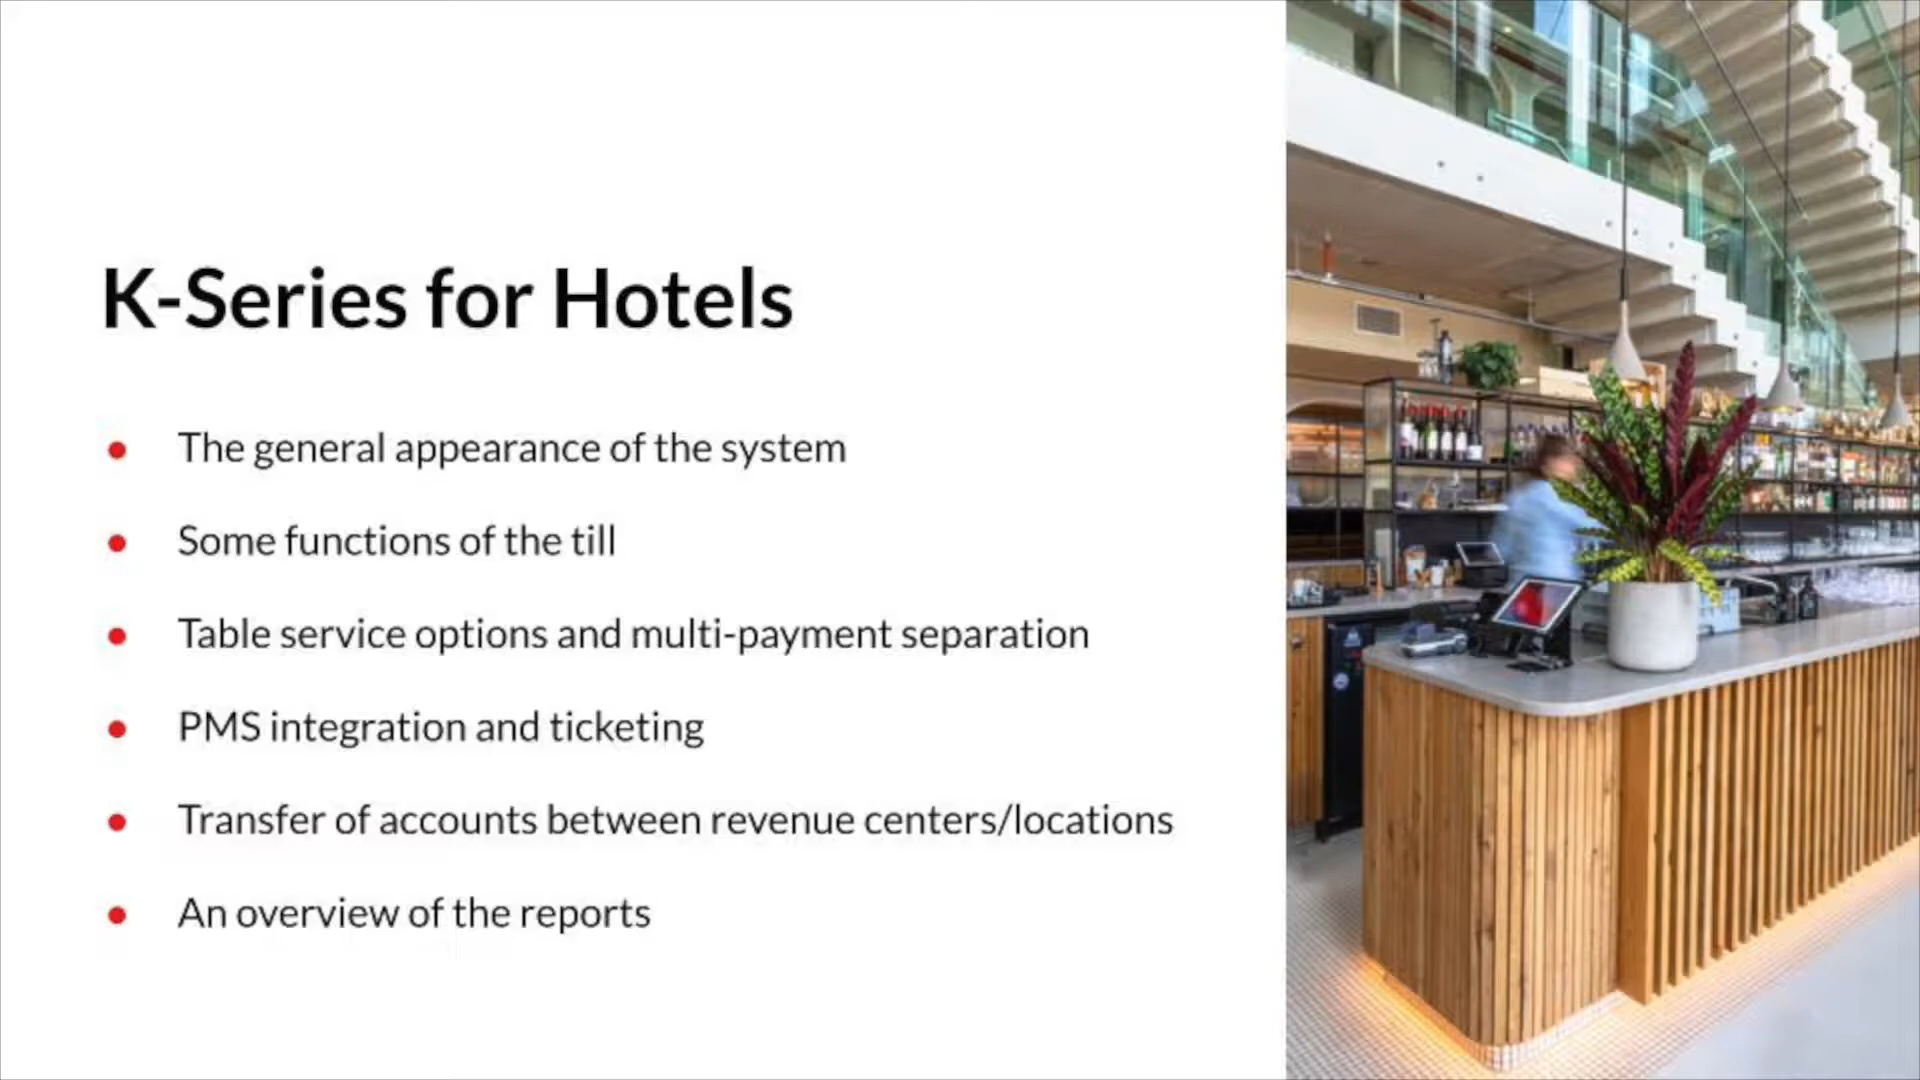 K-Series for Hotels
The general appearance of the system
Some functions of the till
Table service options and multi-payment separation
PMS integration and ticketing
Transfer of accounts between revenue centers/locations
An overview of the reports